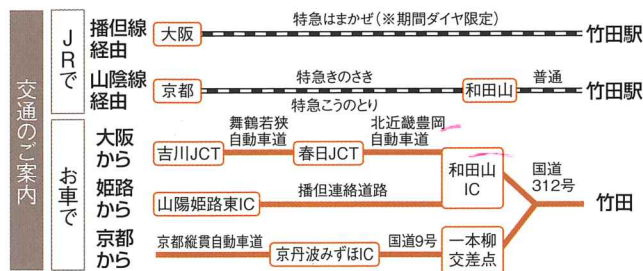 交通のご案内
JRで
播但線
経由
大阪
特急はまかぜ(※期間ダイヤ限定)
竹田駅
山陰線
経由
京都
特急きのさき
特急こうのとり
和田山
普通
竹田駅
お車で
大阪
から
吉川JCT
舞鶴若狭
自動車道
春日JCT
北近畿豊岡
自動車道
和田山
IC
姫路
から
山陽姫路東IC
播但連絡道路
国道
312号
竹田
京都
から
京都縦貫自動車道
京丹波みずほIC
国道9号
一本柳
交差点